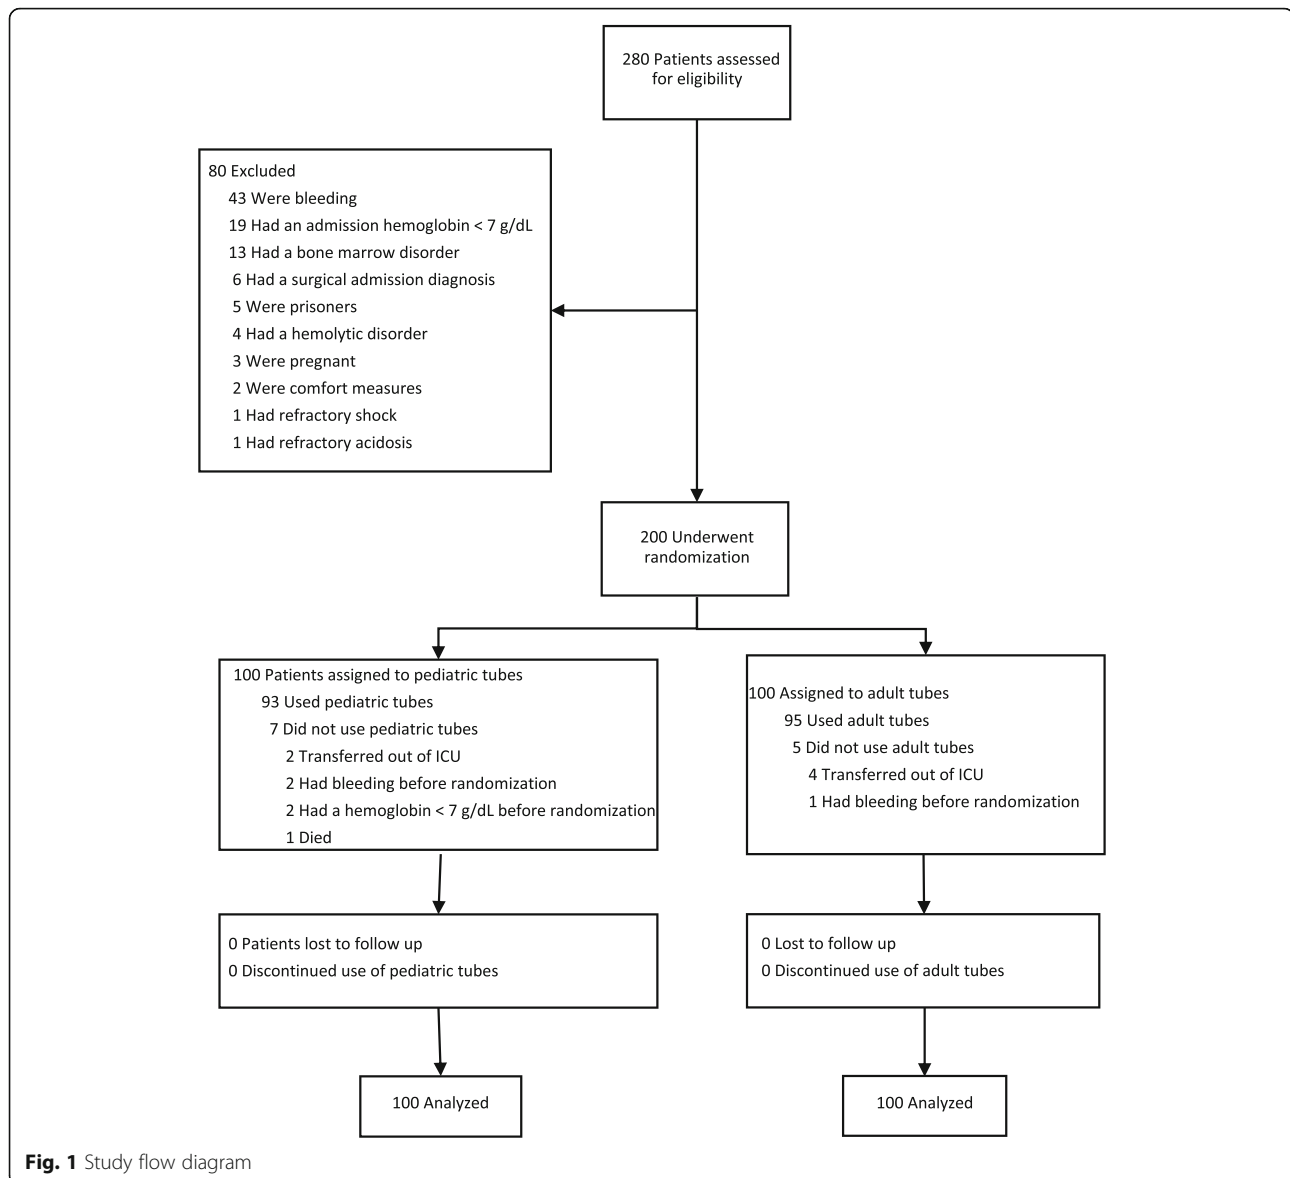 280 Patients assessed
for eligibility
80 Excluded
43 Were bleeding
19 Had an admission hemoglobin < 7 g/dL
13 Had a bone marrow disorder
6 Had a surgical admission diagnosis
5 Were prisoners
4 Had a hemolytic disorder
3 Were pregnant
2 Were comfort measures
1 Had refractory shock
1 Had refractory acidosis
200 Underwent
randomization
100 Patients assigned to pediatric tubes
93 Used pediatric tubes
7 Did not use pediatric tubes
2 Transferred out of ICU
2 Had bleeding before randomization
2 Had a hemoglobin < 7 g/dL before randomization
1 Died
100 Assigned to adult tubes
95 Used adult tubes
5 Did not use adult tubes
4 Transferred out of ICU
1 Had bleeding before randomization
0 Patients lost to follow up
0 Discontinued use of pediatric tubes
0 Lost to follow up
0 Discontinued use of adult tubes
100 Analyzed
100 Analyzed
Fig. 1 Study flow diagram